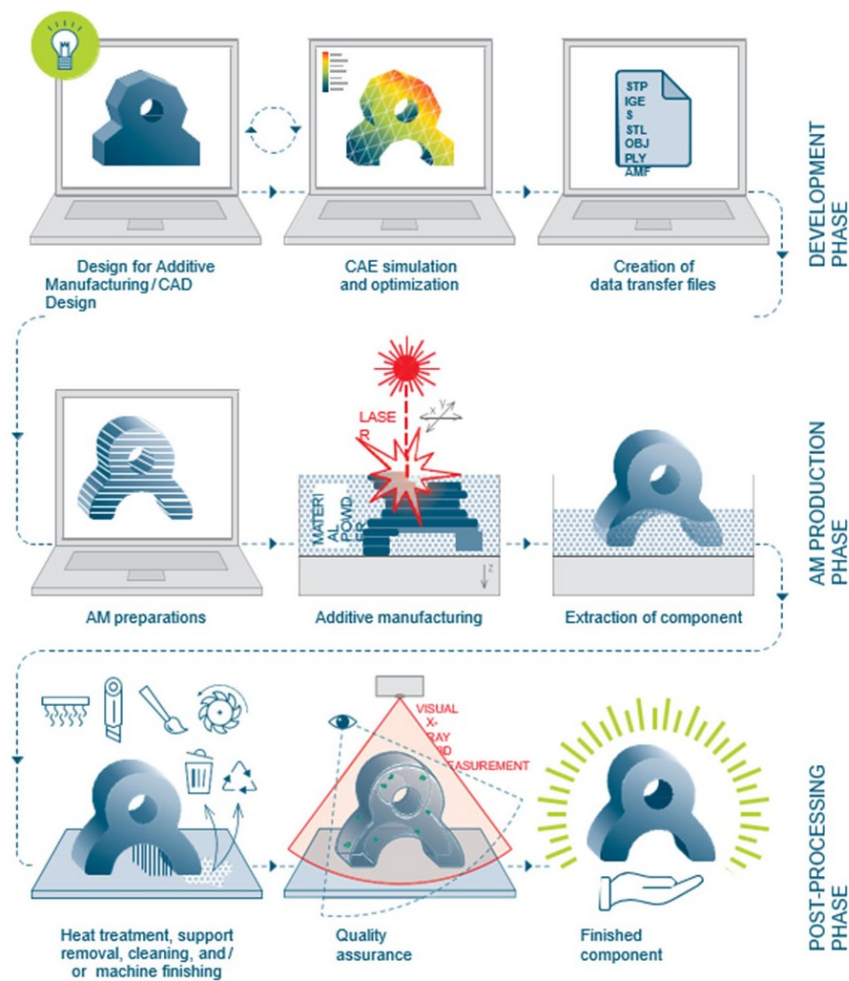 STP
IGE
S
STL
OBJ
PLY
AMF
DEVELOPMENT
PHASE
Design for Additive
Manufacturing/CAD
Design
CAE simulation
and optimization
Creation of
data transfer files
LASE
R
X
Y
MATERI
AL
POWD
ER
Z
AM PRODUCTION
PHASE
AM preparations
Additive manufacturing
Extraction of component
VISUAL
X-
RAY
EASUREMENT
POST-PROCESSING
PHASE
Heat treatment, support
removal, cleaning, and/
or machine finishing
Quality
assurance
Finished
component